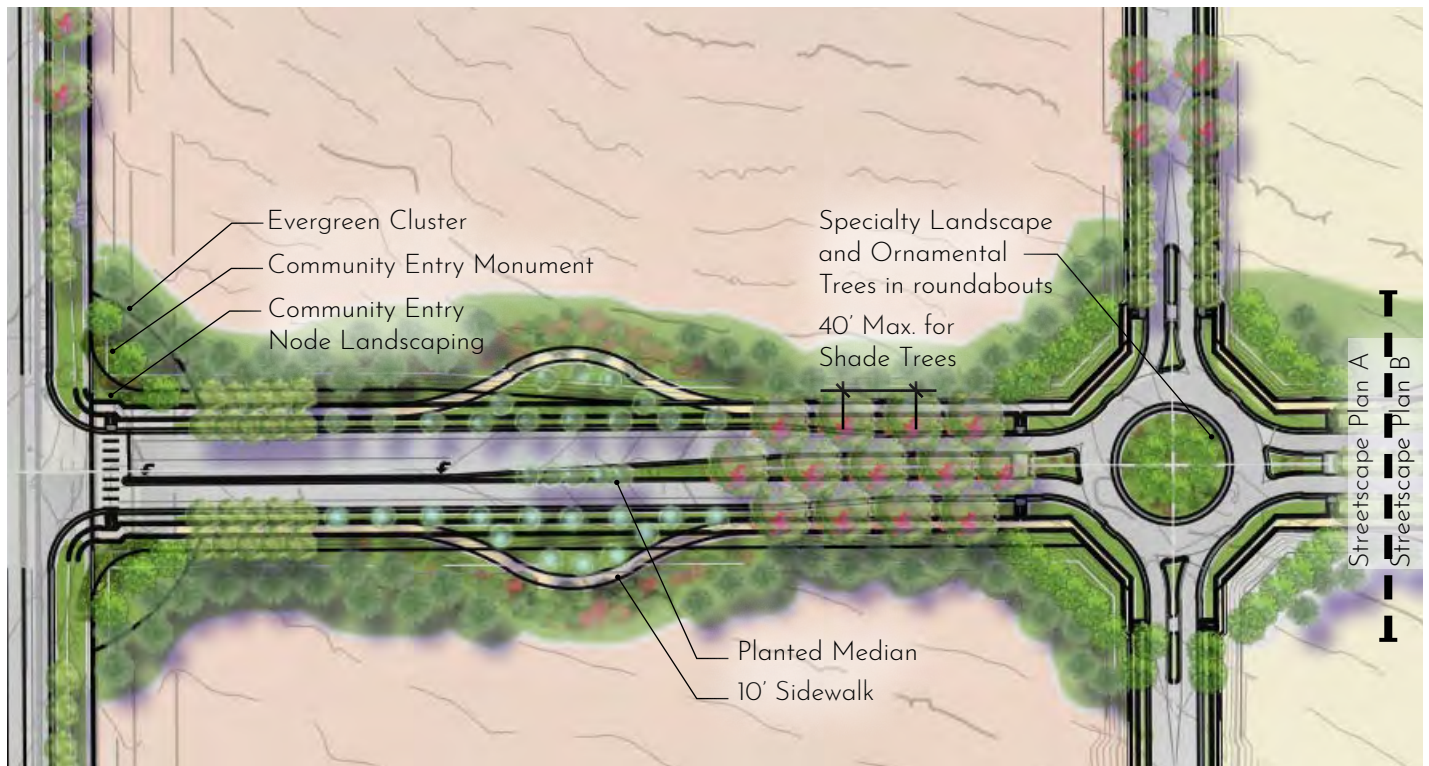 Evergreen Cluster
Community Entry Monument
Community Entry
Node Landscaping
Specialty Landscape
and Ornamental
Trees in roundabouts
40' Max. for
Shade Trees
Streetscape Plan A
Streetscape Plan B
Planted Median
10' Sidewalk